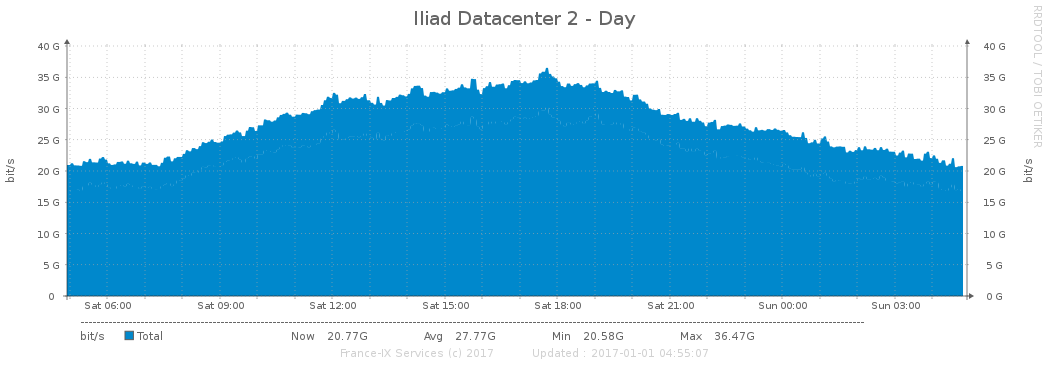 Iliad Datacenter 2 - Day
RRDTOOL / TOBI OETIKER
40 G 40 G
35 G 35 G
30 G 30 G
25 G 25 G
20 G 20 G
15 G 15 G
10 G 10 G
5 G 5 G
0 0 G
bit/s bit/s
Sat 06:00 Sat 09:00 Sat 12:00 Sat 15:00 Sat 18:00 Sat 21:00 Sun 00:00 Sun 03:00
bit/s Total Now 20.77G Avg 27.77G Min 20.58G Max 36.47G
France-IX Services (c) 2017 Updated : 2017-01-01 04:55:07